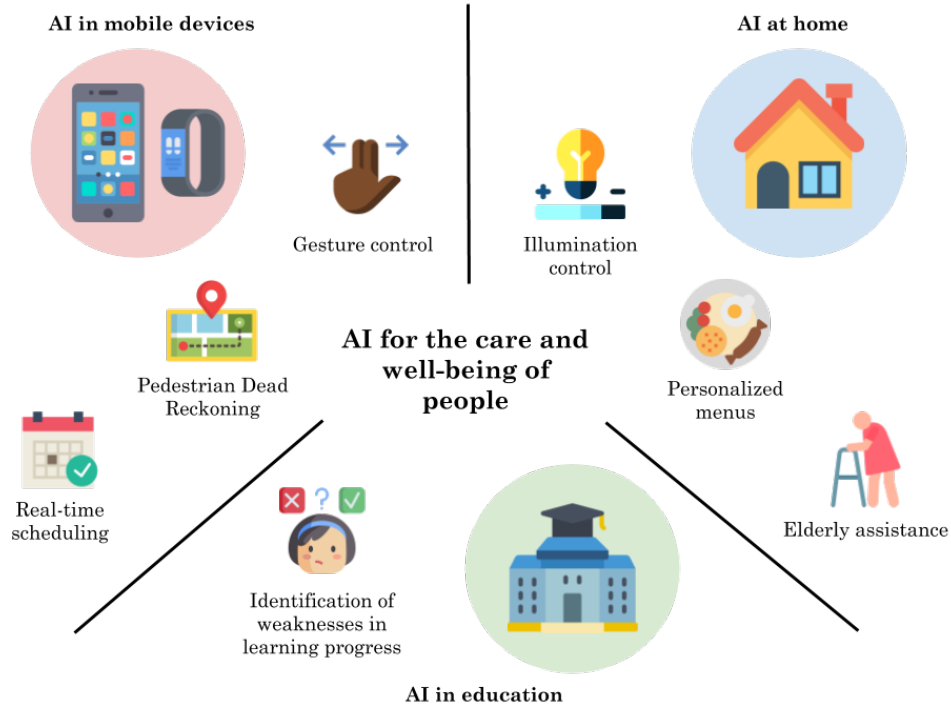 AI in mobile devices
AI at home
Gesture control
Illumination
control
AI for the care and
well-being of
people
Pedestrian Dead
Reckoning
Personalized
menus
Real-time
scheduling
Elderly assistance
Identification of
weaknesses in
learning progress
AI in education